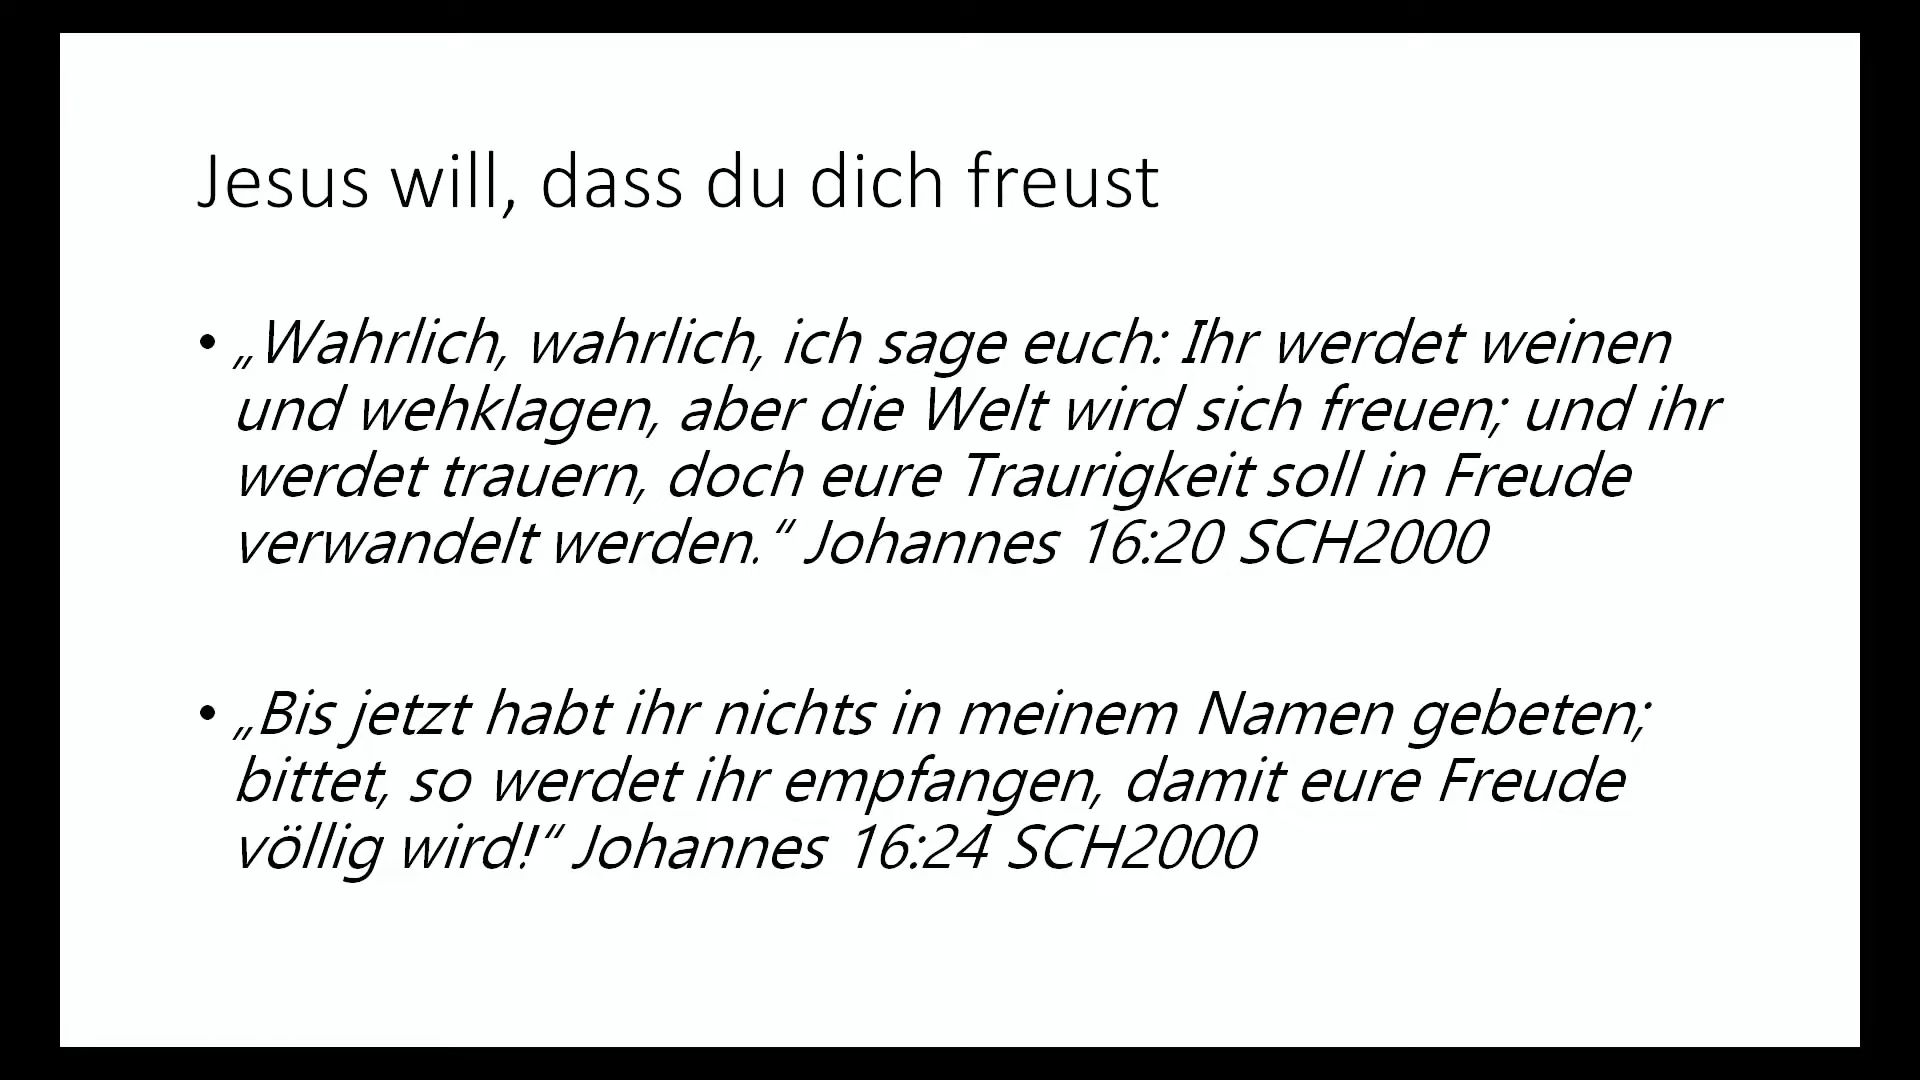 Jesus will, dass du dich freust
• „Wahrlich, wahrlich, ich sage euch: Ihr werdet weinen
und wehklagen, aber die Welt wird sich freuen; und ihr
werdet trauern, doch eure Traurigkeit soll in Freude
verwandelt werden.“ Johannes 16:20 SCH2000
• „Bis jetzt habt ihr nichts in meinem Namen gebeten;
bittet, so werdet ihr empfangen, damit eure Freude
völlig wird!“ Johannes 16:24 SCH2000